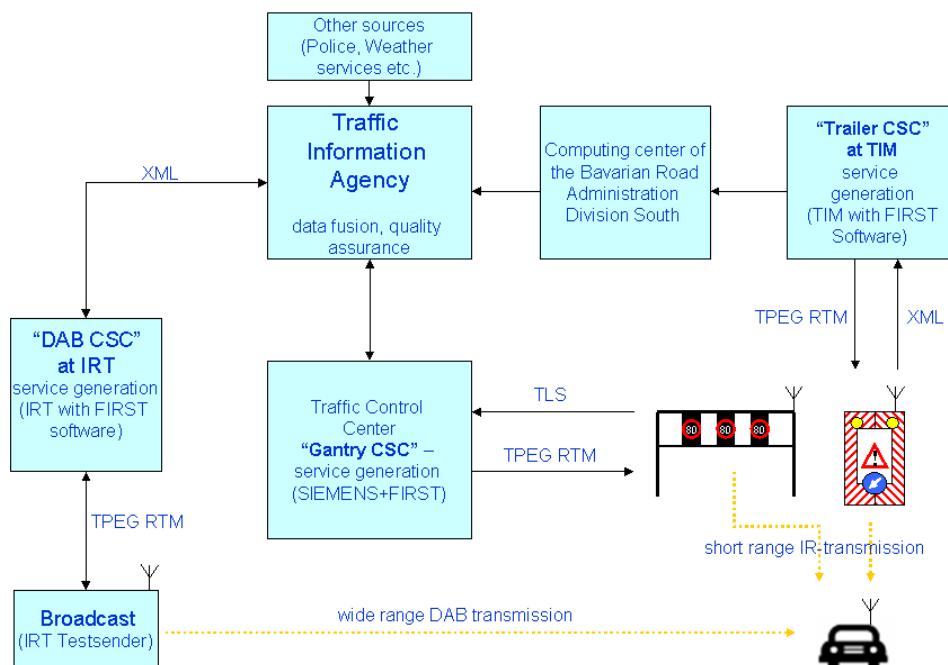 Other sources
(Police, Weather
services etc.)
Traffic
Information
Agency
data fusion, quality
assurance
Computing center of
the Bavarian Road
Administration
Division South
“Trailer CSC”
at TIM
service
generation
(TIM with FIRST
Software)
XML
TPEG RTM
XML
“DAB CSC”
at IRT
service generation
(IRT with FIRST
software)
Traffic Control
Center
“Gantry CSC” –
service generation
(SIEMENS+FIRST)
TLS
TPEG RTM
80 80 80
!
TPEG RTM
short range IR-transmission
Broadcast
(IRT Testsender)
wide range DAB transmission